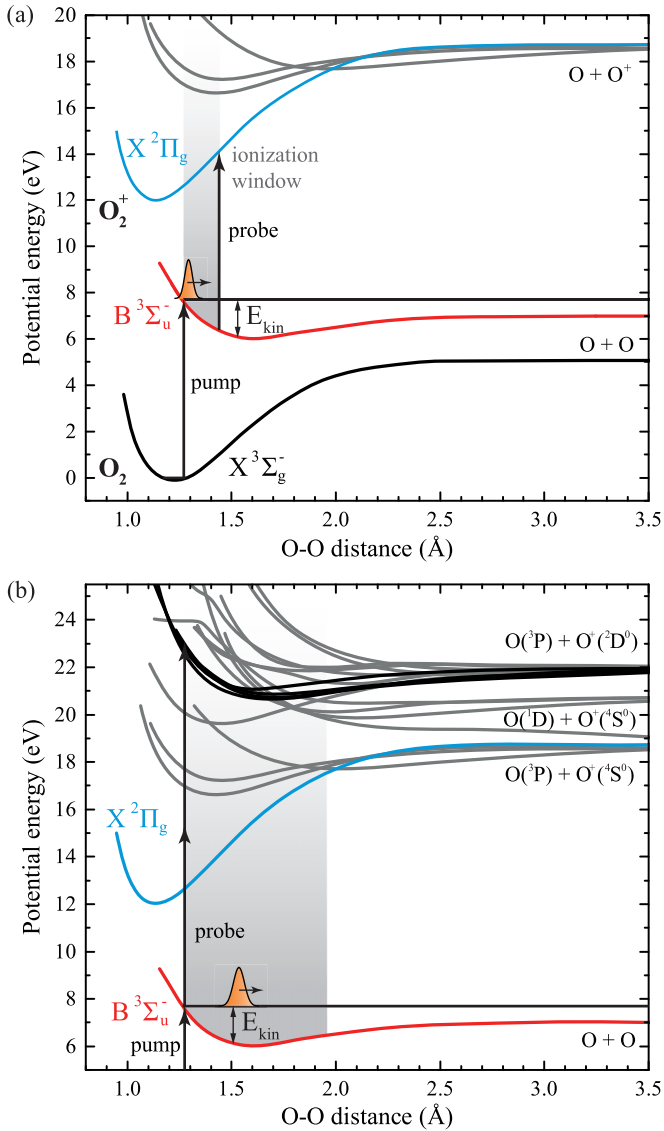 (a)
20
18
16
14
12
10
8
6
4
2
0
Potential energy (eV)
O + O⁺
X ²Π_g
ionization
window
O₂⁺
probe
B ³Σ_u⁻
E_kin
O + O
pump
O₂
X ³Σ_g⁻
1.0 1.5 2.0 2.5 3.0 3.5
O-O distance (Å)
(b)
24
22
20
18
16
14
12
10
8
6
Potential energy (eV)
O(³P) + O⁺(²D⁰)
O(¹D) + O⁺(⁴S⁰)
O(³P) + O⁺(⁴S⁰)
X ²Π_g
probe
B ³Σ_u⁻
E_kin
pump
O + O
1.0 1.5 2.0 2.5 3.0 3.5
O-O distance (Å)